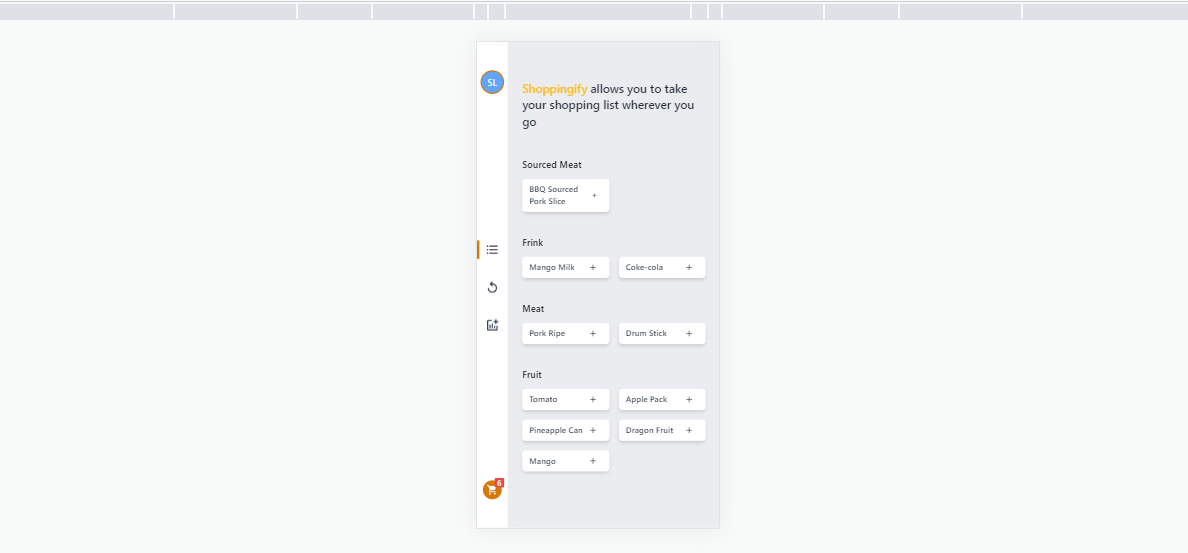 SL
Shoppingify allows you to take
your shopping list wherever you
go
Sourced Meat
BBQ Sourced
Pork Slice +
Frink
Mango Milk + Coke-cola +
Meat
Pork Ripe + Drum Stick +
Fruit
Tomato + Apple Pack +
Pineapple Can + Dragon Fruit +
Mango +
6